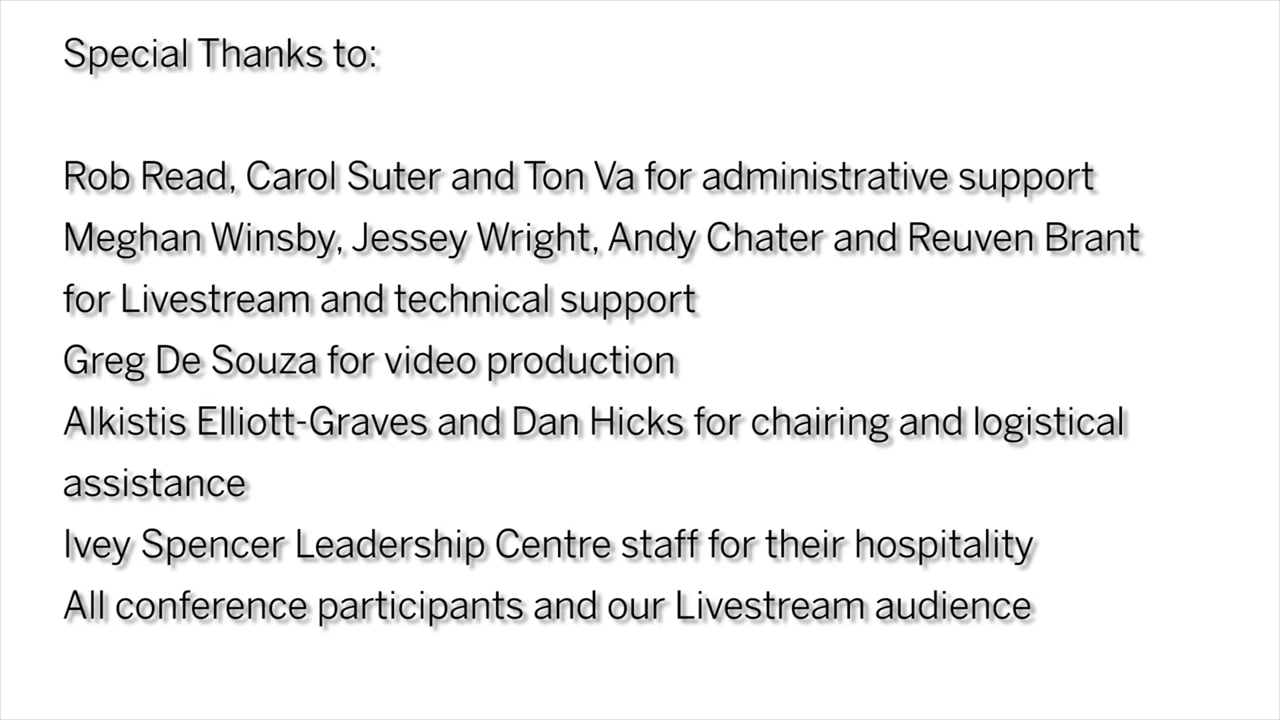 Special Thanks to:
Rob Read, Carol Suter and Ton Va for administrative support
Meghan Winsby, Jessey Wright, Andy Chater and Reuven Brant
for Livestream and technical support
Greg De Souza for video production
Alkistis Elliott-Graves and Dan Hicks for chairing and logistical
assistance
Ivey Spencer Leadership Centre staff for their hospitality
All conference participants and our Livestream audience